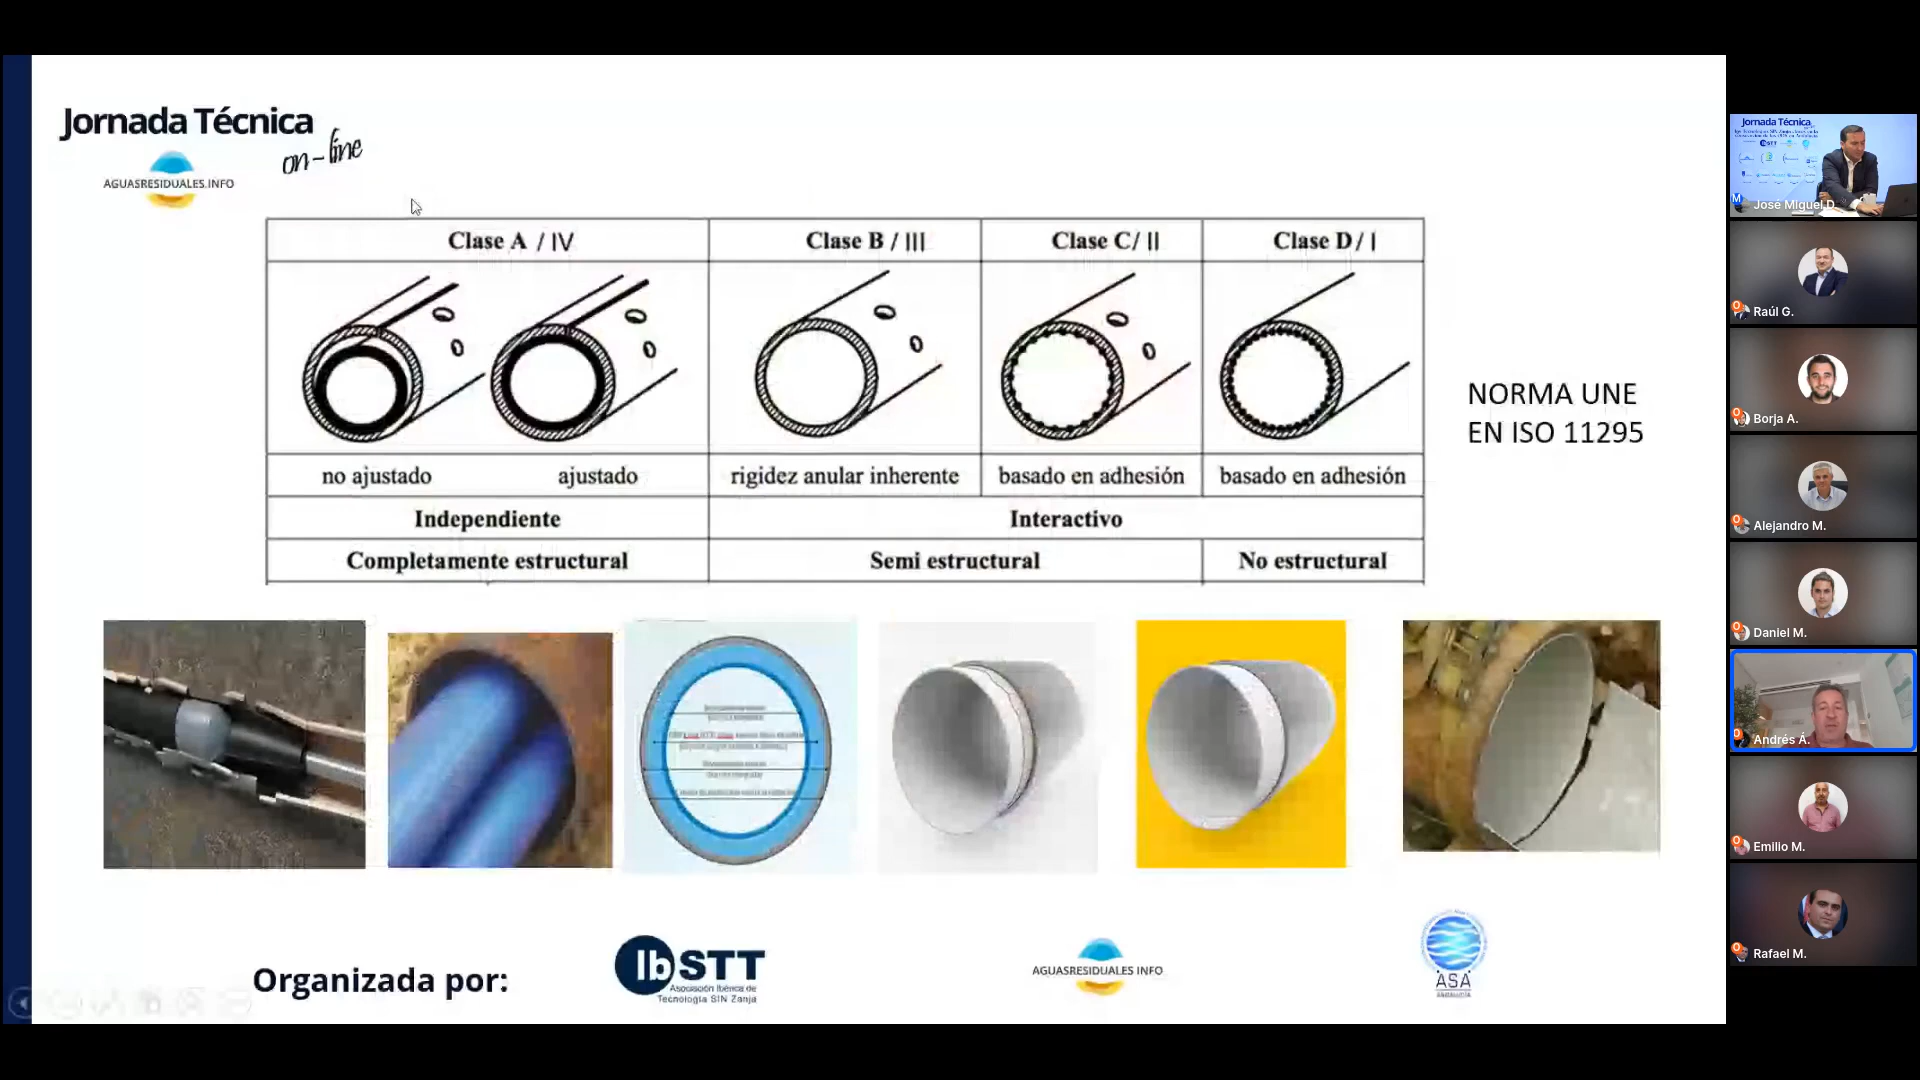 Jornada Técnica
on-line
AGUASRESIDUALES.INFO
Clase A / IV
Clase B / III
Clase C/ II
Clase D/ I
no ajustado
ajustado
rigidez anular inherente
basado en adhesión
basado en adhesión
Independiente
Interactivo
Completamente estructural
Semi estructural
No estructural
NORMA UNE
EN ISO 11295
Organizada por:
IbSTT
Asociación Ibérica de
Tecnología SIN Zanja
AGUASRESIDUALES INFO
ASA
Jornada Técnica
José Miguel D.
Raúl G.
Borja A.
Alejandro M.
Daniel M.
Andrés Á.
Emilio M.
Rafael M.